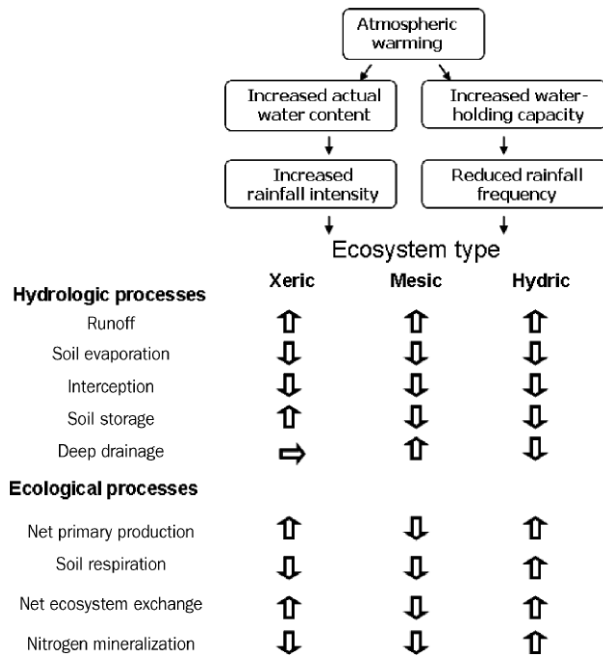 Atmospheric
warming
Increased actual
water content
Increased water-
holding capacity
Increased
rainfall intensity
Reduced rainfall
frequency
Ecosystem type
Xeric Mesic Hydric
Hydrologic processes
Runoff
Soil evaporation
Interception
Soil storage
Deep drainage
Ecological processes
Net primary production
Soil respiration
Net ecosystem exchange
Nitrogen mineralization